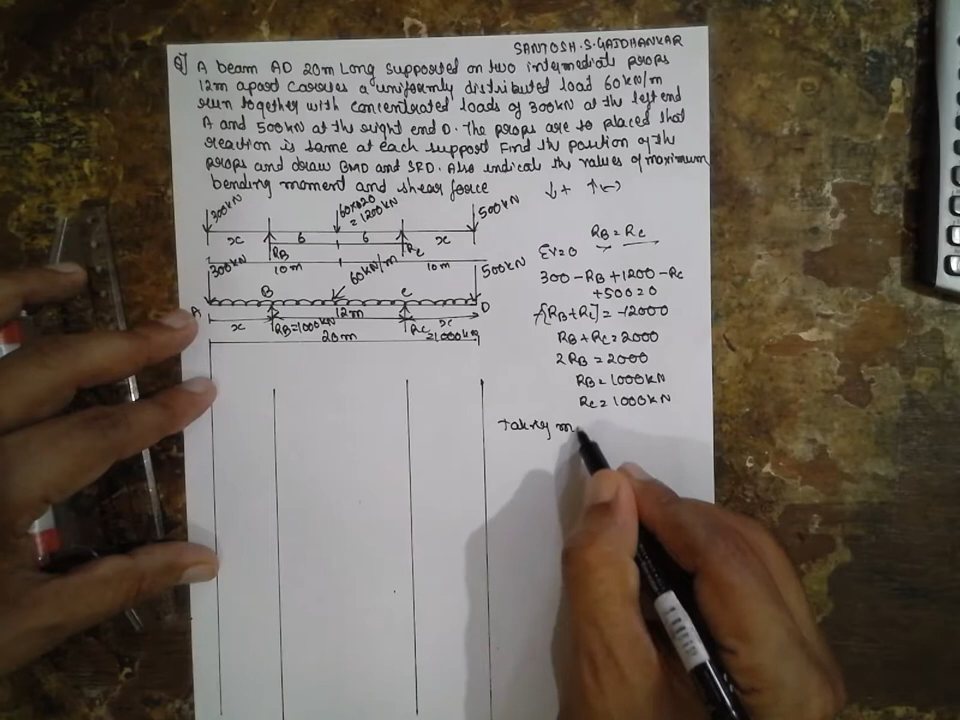 SANTOSH.S.GAJDHANKAR
Q] A beam AD 20m Long supported on two intermediate props
12m apart carries a uniformly distributed load 60 kN/m
run together with concentrated loads of 300kN at the left end
A and 500kN at the right end D. The props are so placed that
reaction is same at each support Find the position of the
props and draw BMD and SFD. Also indicate the values of maximum
bending moment and shear force
↓+ ↑(-)
300kN
60x20
= 1200kN
500kN
x 6 6 x
RB RC
10m 10m
300kN 60kN/m 500kN
A B C D
12m
x RB=1000kN RC =1000kN x
20m
RB = RC
Σv=0
300 - RB + 1200 - RC
+500=0
-[RB+RC] = -2000
RB + RC = 2000
2 RB = 2000
RB = 1000kN
RC = 1000kN
Taking m